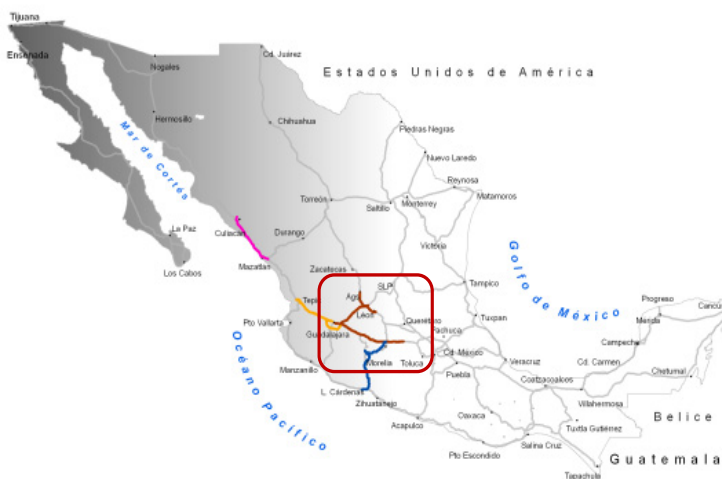 Tijuana
Ensenada
Nogales
Cd. Juárez
Estados Unidos de América
Hermosillo
Chihuahua
Piedras Negras
Mar de Cortés
Nuevo Laredo
Reynosa
Matamoros
Torreón
Saltillo
Monterrey
La Paz
Culiacán
Durango
Victoria
Golfo de México
Los Cabos
Mazatlán
Zacatecas
Tampico
SLP
Ags
Tepic
León
Progreso
Cancún
Mérida
Pto Vallarta
Guadalajara
Querétaro
Tuxpan
Pachuca
Campeche
Océano Pacífico
Manzanillo
Morelia
Toluca
Cd. México
Veracruz
Cd. Carmen
Puebla
Chetumal
Coatzacoalcos
L. Cárdenas
Zihuatanejo
Villahermosa
Oaxaca
Belice
Acapulco
Tuxtla Gutiérrez
Salina Cruz
Pto Escondido
Guatemala
Tapachula